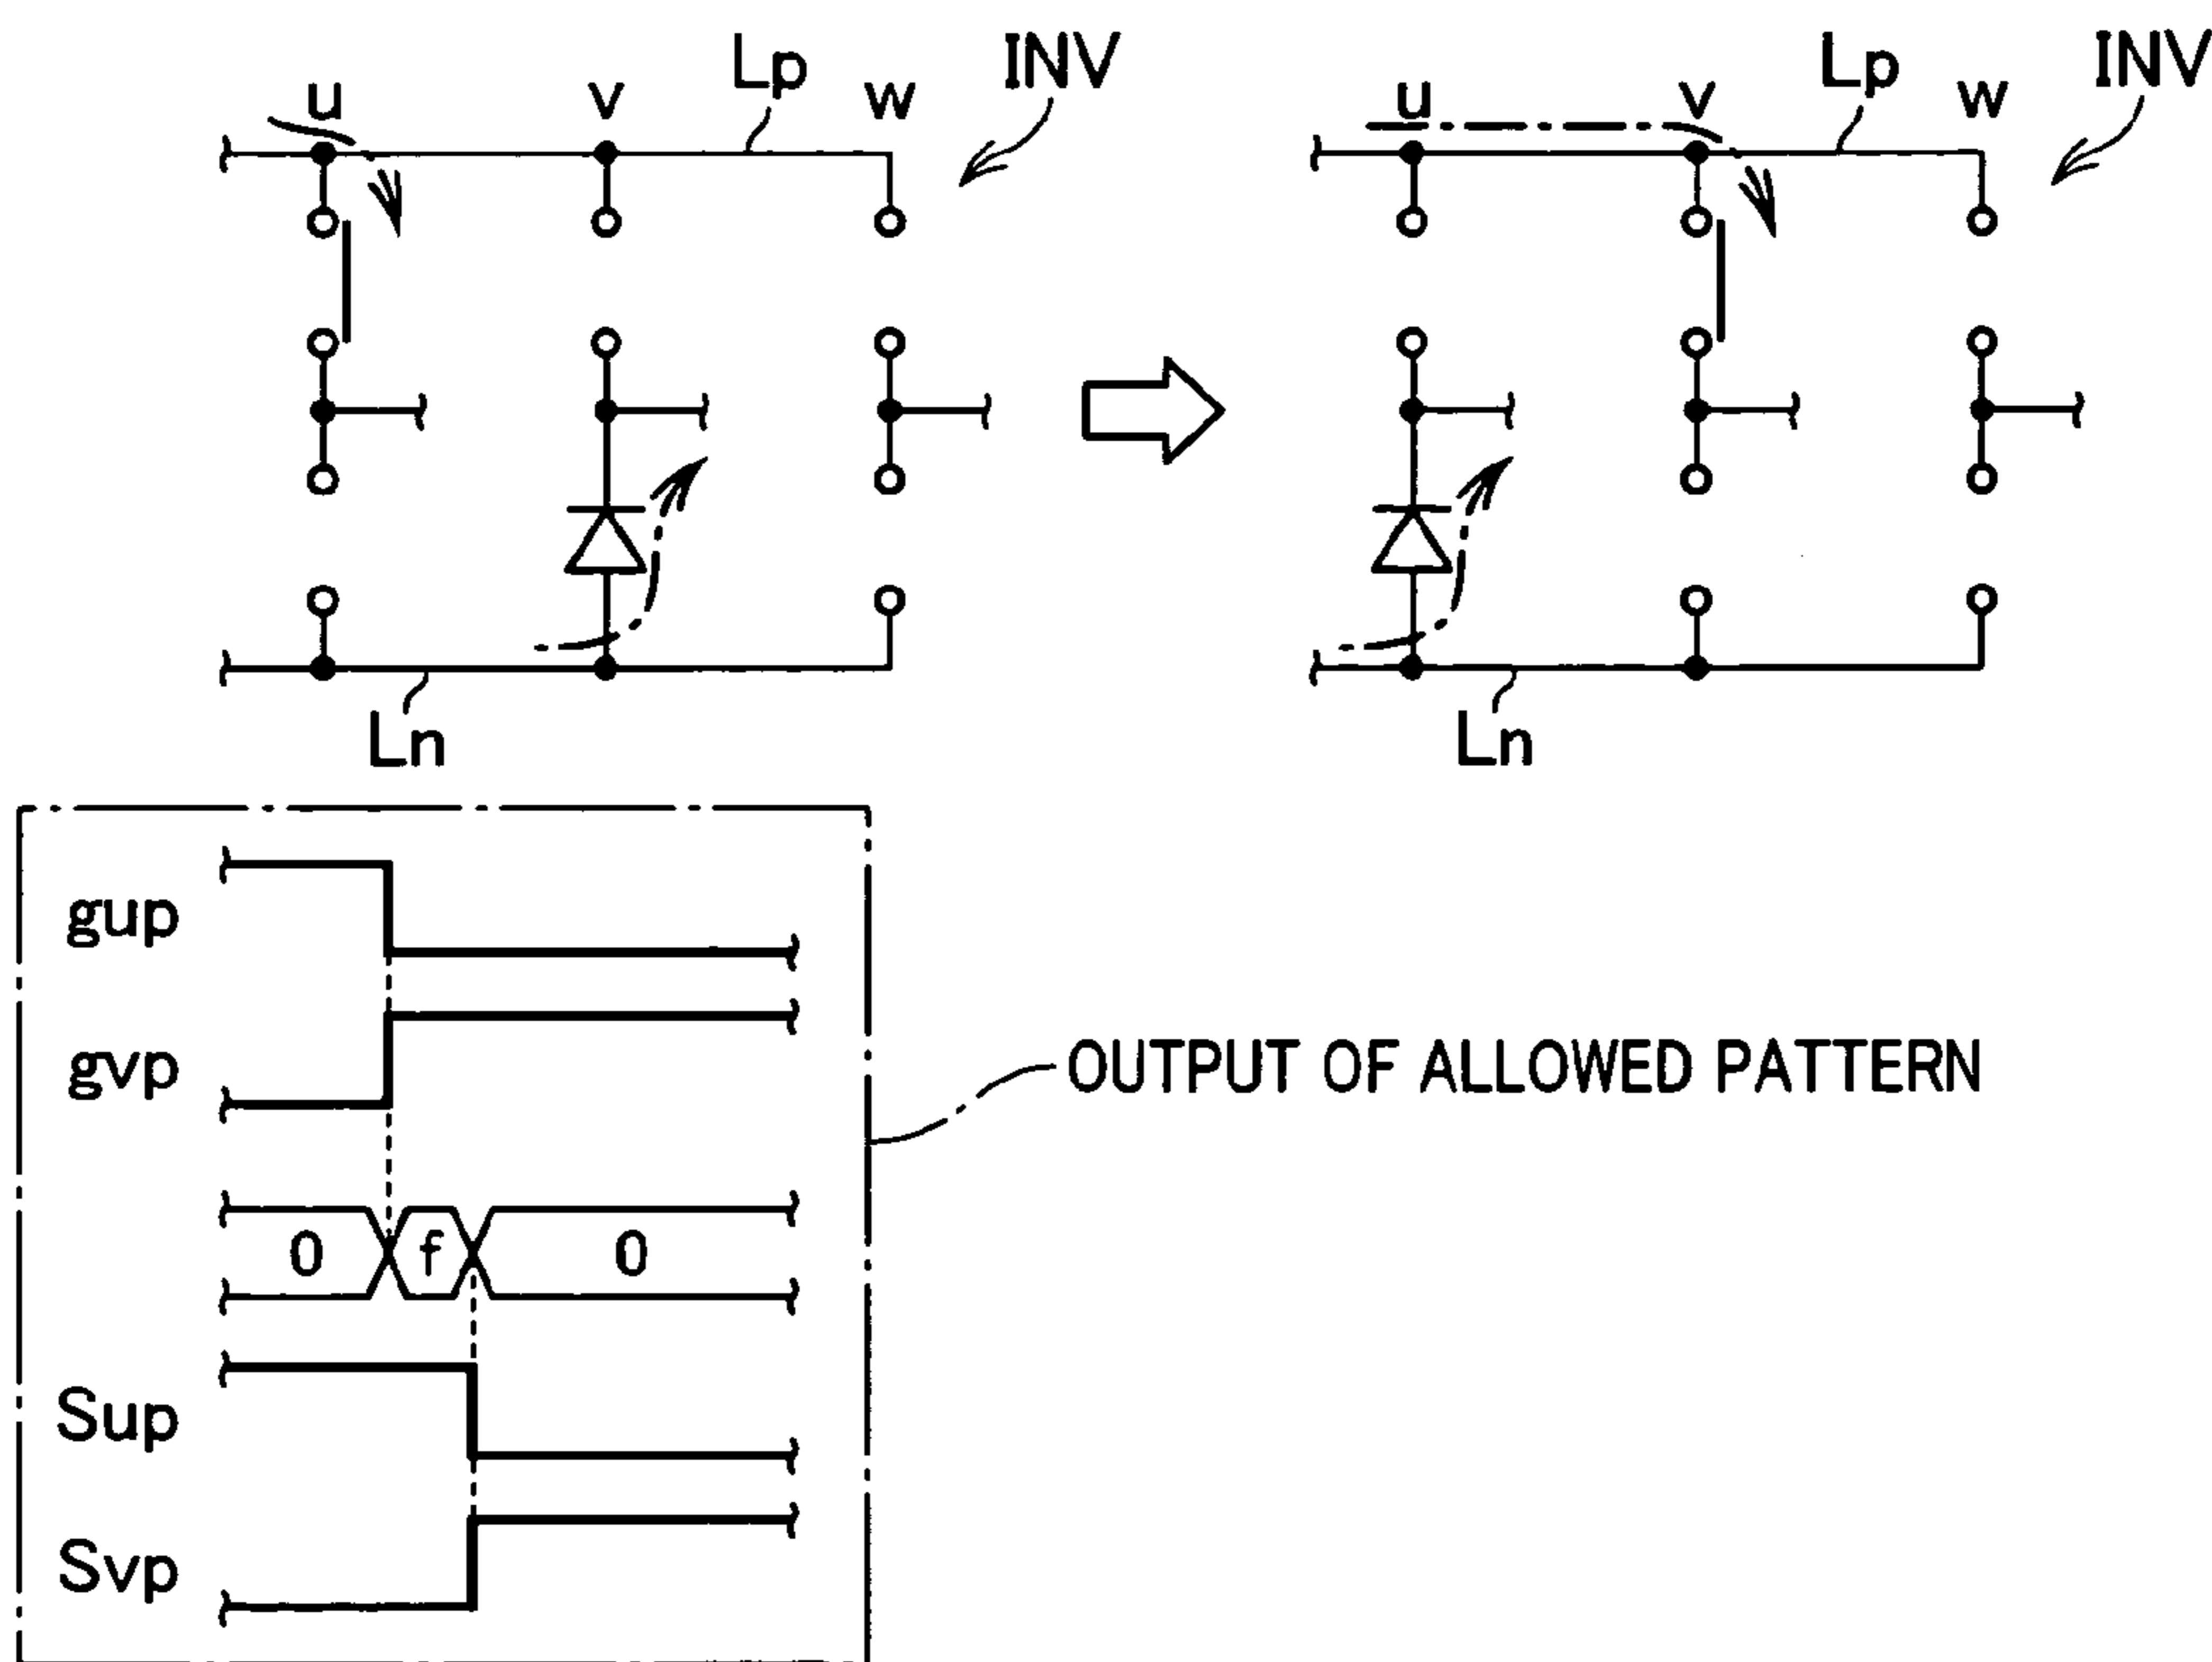 u v Lp w INV
u v Lp w INV
Ln
Ln
gup
gvp
OUTPUT OF ALLOWED PATTERN
0 f 0
Sup
Svp